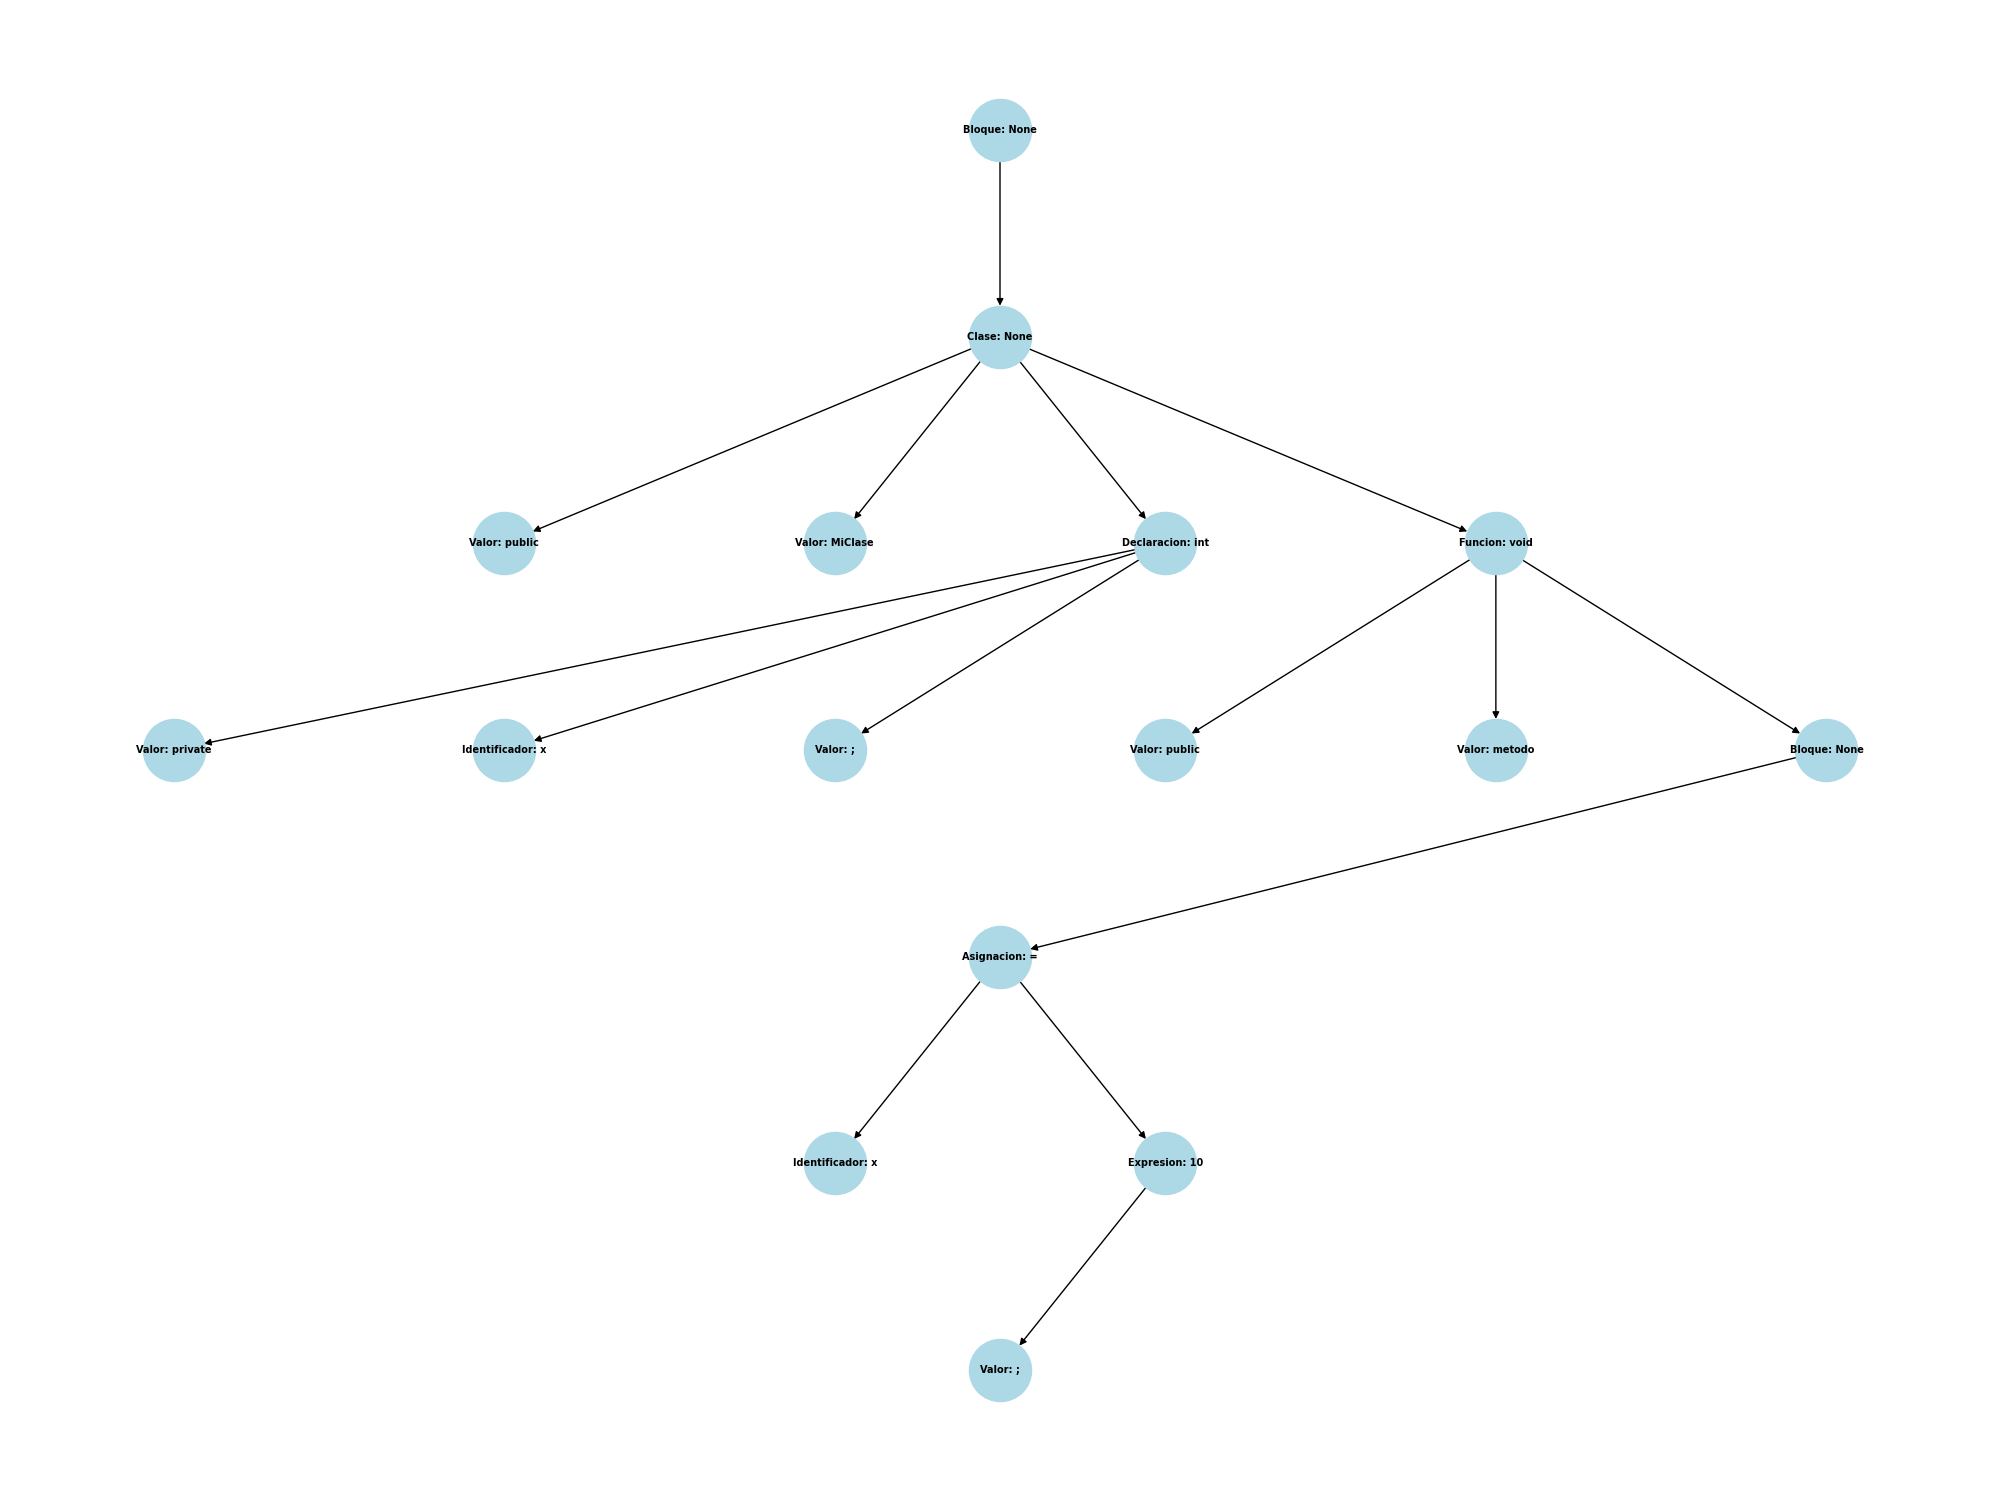 Bloque: None
Clase: None
Valor: public
Valor: MiClase
Declaracion: int
Funcion: void
Valor: private
Identificador: x
Valor: ;
Valor: public
Valor: metodo
Bloque: None
Asignacion: =
Identificador: x
Expresion: 10
Valor: ;